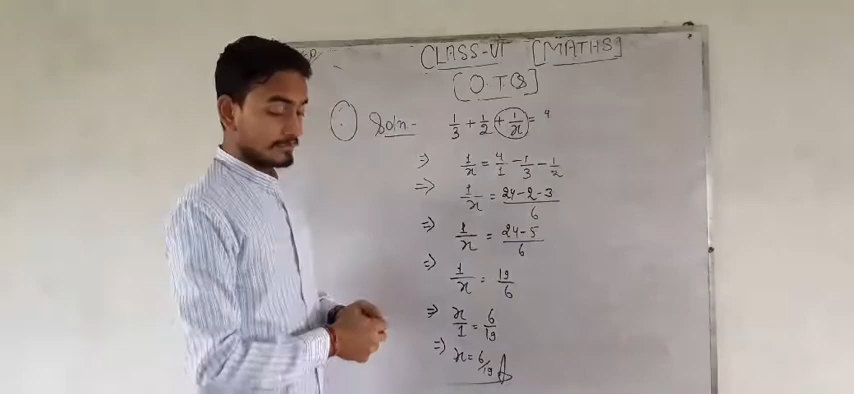 CLASS-VI [MATHS]
[O.T.Q]
Soln:- 1/3 + 1/2 + 1/x = 4
⇒ 1/x = 4/1 - 1/3 - 1/2
⇒ 1/x = 24-2-3/6
⇒ 1/x = 24-5/6
⇒ 1/x = 19/6
⇒ x/1 = 6/19
⇒ x = 6/19 A